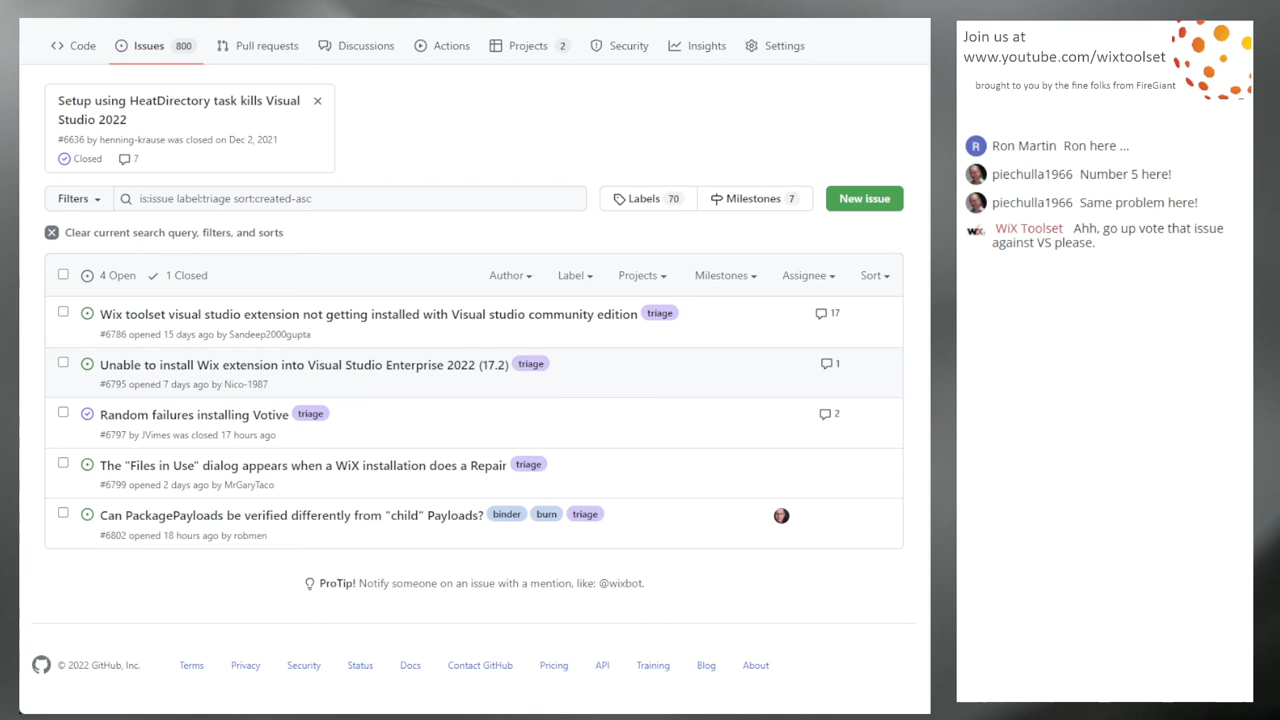 Code Issues 800 Pull requests Discussions Actions Projects 2 Security Insights Settings
Setup using HeatDirectory task kills Visual
Studio 2022
#6636 by henning-krause was closed on Dec 2, 2021
Closed 7
Filters is:issue label:triage sort:created-asc Labels 70 Milestones 7 New issue
Clear current search query, filters, and sorts
4 Open 1 Closed Author Label Projects Milestones Assignee Sort
Wix toolset visual studio extension not getting installed with Visual studio community edition triage 17
#6786 opened 15 days ago by Sandeep2000gupta
Unable to install Wix extension into Visual Studio Enterprise 2022 (17.2) triage 1
#6795 opened 7 days ago by Nico-1987
Random failures installing Votive triage 2
#6797 by JVimes was closed 17 hours ago
The "Files in Use" dialog appears when a WiX installation does a Repair triage
#6799 opened 2 days ago by MrGaryTaco
Can PackagePayloads be verified differently from "child" Payloads? binder burn triage
#6802 opened 18 hours ago by robmen
ProTip! Notify someone on an issue with a mention, like: @wixbot.
© 2022 GitHub, Inc. Terms Privacy Security Status Docs Contact GitHub Pricing API Training Blog About
Join us at
www.youtube.com/wixtoolset
brought to you by the fine folks from FireGiant
R Ron Martin Ron here ...
piechulla1966 Number 5 here!
piechulla1966 Same problem here!
WiX WiX Toolset Ahh, go up vote that issue
against VS please.